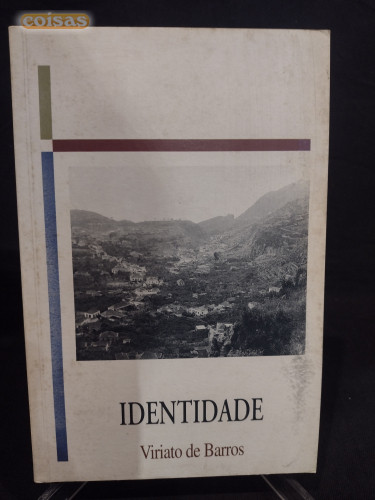 coisas
IDENTIDADE
Viriato de Barros